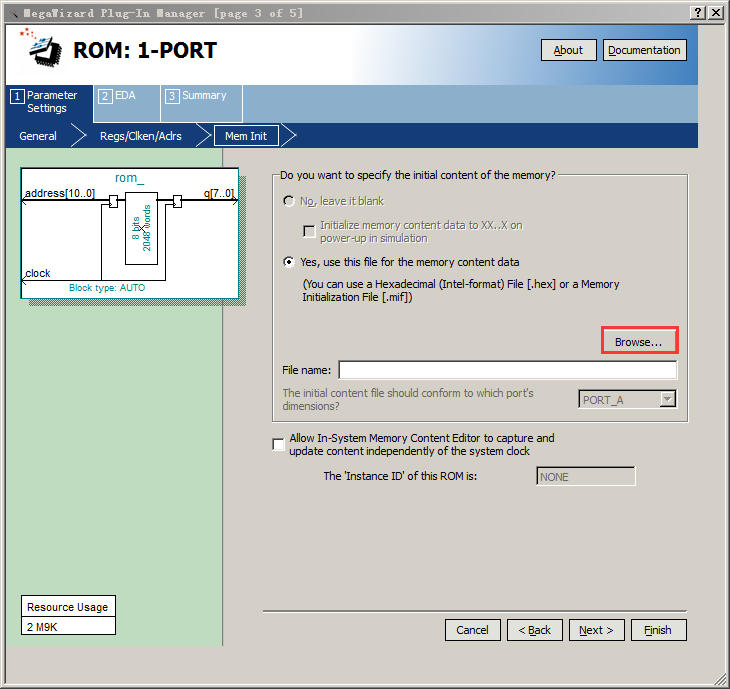 MegaWizard Plug-In Manager [page 3 of 5]
ROM: 1-PORT
About
Documentation
1 Parameter Settings
2 EDA
3 Summary
General
Regs/Clken/Aclrs
Mem Init
rom_
address[10..0]
q[7..0]
8 bits
2048 words
clock
Block type: AUTO
Do you want to specify the initial content of the memory?
No, leave it blank
Initialize memory content data to XX..X on
power-up in simulation
Yes, use this file for the memory content data
(You can use a Hexadecimal (Intel-format) File [.hex] or a Memory
Initialization File [.mif])
Browse...
File name:
The initial content file should conform to which port's
dimensions?
PORT_A
Allow In-System Memory Content Editor to capture and
update content independently of the system clock
The 'Instance ID' of this ROM is:
NONE
Resource Usage
2 M9K
Cancel
< Back
Next >
Finish